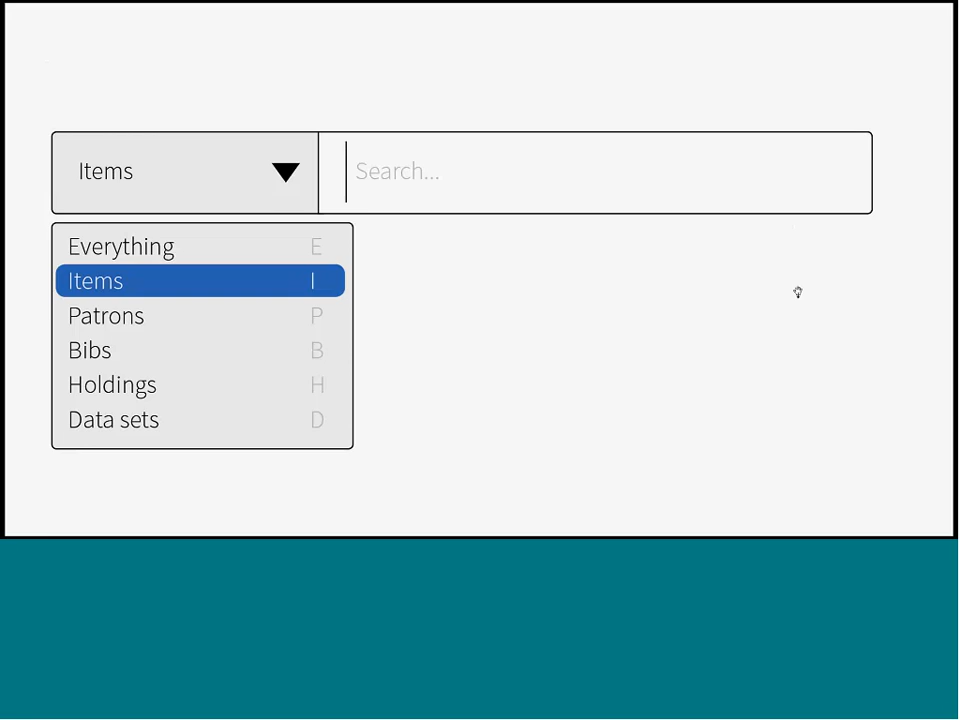 Items Search...
Everything E
Items I
Patrons P
Bibs B
Holdings H
Data sets D